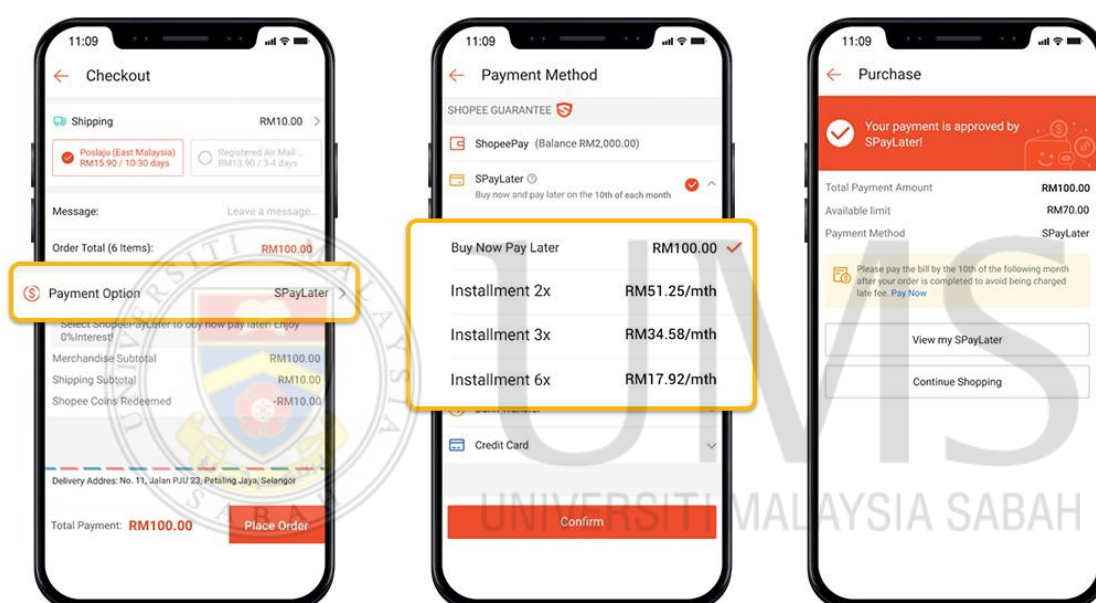 11:09
Checkout
Shipping
RM10.00
Poslaju (East Malaysia)
RM15.90 / 10-30 days
Registered Air Mail ...
RM13.90 / 3-4 days
Message:
Leave a message...
Order Total (6 Items):
RM100.00
Payment Option
SPayLater
Select ShopeePayLater to buy now pay later! Enjoy
0%Interest!
Merchandise Subtotal
RM100.00
Shipping Subtotal
RM10.00
Shopee Coins Redeemed
-RM10.00
Delivery Addres: No. 11, Jalan PJU 23, Petaling Jaya, Selangor
Total Payment: RM100.00
Place Order
11:09
Payment Method
SHOPEE GUARANTEE
ShopeePay (Balance RM2,000.00)
SPayLater
Buy now and pay later on the 10th of each month
Buy Now Pay Later
RM100.00
Installment 2x
RM51.25/mth
Installment 3x
RM34.58/mth
Installment 6x
RM17.92/mth
Bank Transfer
Credit Card
Confirm
11:09
Purchase
Your payment is approved by
SPayLater!
Total Payment Amount
RM100.00
Available limit
RM70.00
Payment Method
SPayLater
Please pay the bill by the 10th of the following month
after your order is completed to avoid being charged
late fee. Pay Now
View my SPayLater
Continue Shopping
UNIVERSITI MALAYSIA
SABAH
UMS
UNIVERSITI MALAYSIA SABAH